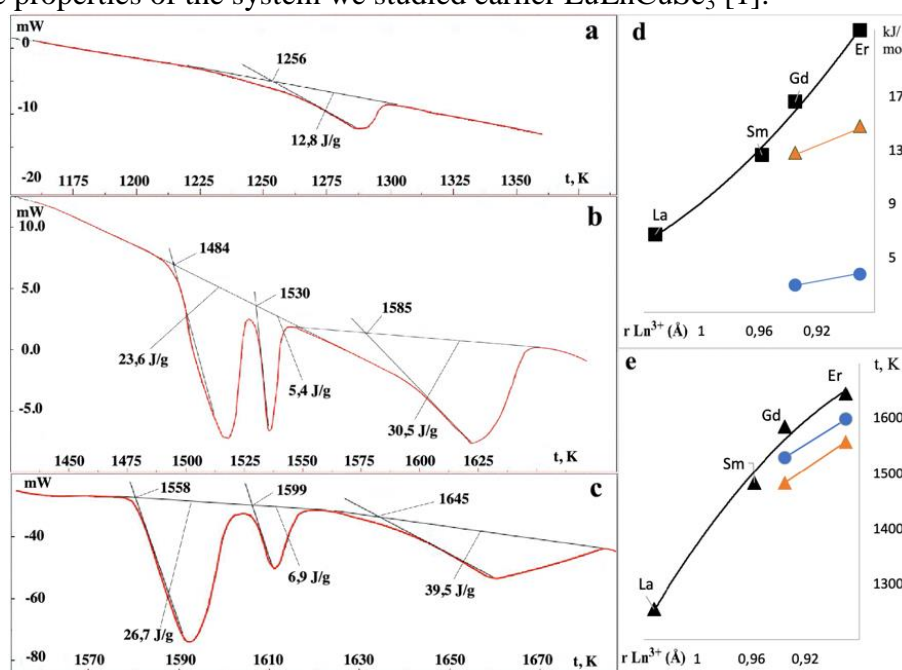 e properties of the system we studied earlier EuLnCuSe₃ [1].
mW
a
0
1256
-10
12,8 J/g
-20
1175 1200 1225 1250 1275 1300 1350
t, K
mW
b
10.0
1484
5.0
1530
1585
0.0
23,6 J/g
5,4 J/g
30,5 J/g
-5.0
1450 1475 1500 1525 1550 1575 1600 1625
t, K
mW
c
1558
1599
1645
-40
6,9 J/g
39,5 J/g
-60
26,7 J/g
-80
1570 1590 1610 1630 1640 1670
t, K
d
kJ/
mo
Er
Gd
17
Sm
13
9
La
5
r Ln³⁺ (Å) 1 0,96 0,92
e
t, K
Er
Gd
1600
Sm
1500
1400
La
1300
r Ln³⁺ (Å) 1 0,96 0,92